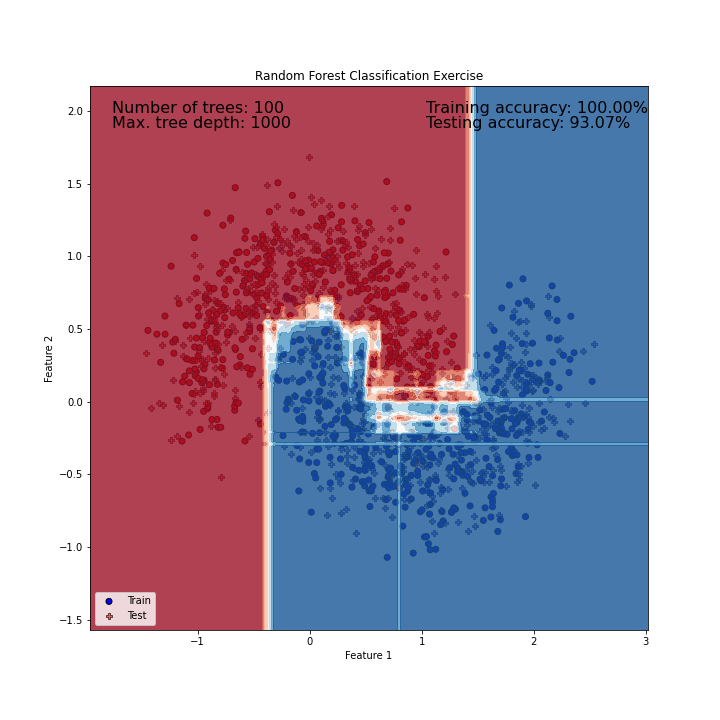 Random Forest Classification Exercise
Number of trees: 100
Max. tree depth: 1000
Training accuracy: 100.00%
Testing accuracy: 93.07%
2.0
1.5
1.0
0.5
0.0
−0.5
−1.0
−1.5
Feature 2
Train
Test
−1
0
1
2
3
Feature 1